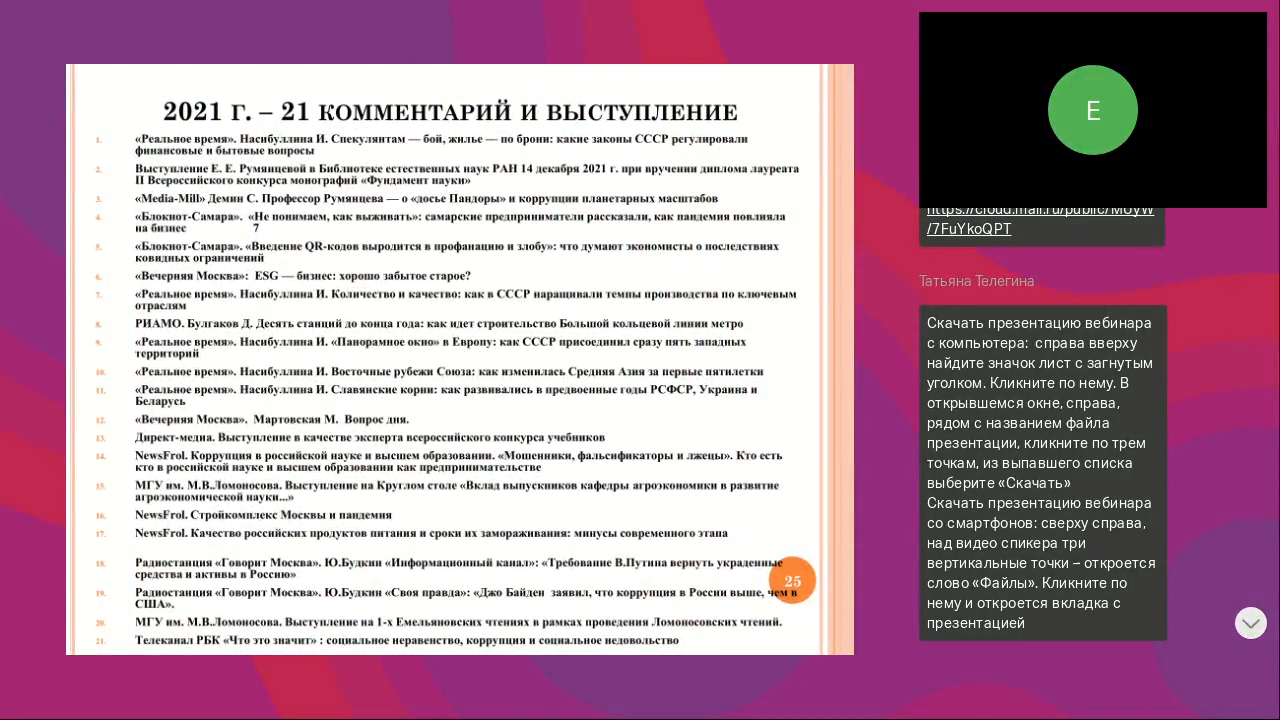 2021 Г. – 21 КОММЕНТАРИЙ И ВЫСТУПЛЕНИЕ
1. «Реальное время». Насибуллина И. Спекулянтам — бой, жилье — по брони: какие законы СССР регулировали
финансовые и бытовые вопросы
2. Выступление Е. Е. Румянцевой в Библиотеке естественных наук РАН 14 декабря 2021 г. при вручении диплома лауреата
II Всероссийского конкурса монографий «Фундамент науки»
3. «Media-Mill» Демин С. Профессор Румянцева — о «досье Пандоры» и коррупции планетарных масштабов
4. «Блокнот-Самара». «Не понимаем, как выживать»: самарские предприниматели рассказали, как пандемия повлияла
на бизнес 7
5. «Блокнот-Самара». «Введение QR-кодов выродится в профанацию и злобу»: что думают экономисты о последствиях
ковидных ограничений
6. «Вечерняя Москва»: ESG — бизнес: хорошо забытое старое?
7. «Реальное время». Насибуллина И. Количество и качество: как в СССР наращивали темпы производства по ключевым
отраслям
8. РИАМО. Булгаков Д. Десять станций до конца года: как идет строительство Большой кольцевой линии метро
9. «Реальное время». Насибуллина И. «Панорамное окно» в Европу: как СССР присоединил сразу пять западных
территорий
10. «Реальное время». Насибуллина И. Восточные рубежи Союза: как изменилась Средняя Азия за первые пятилетки
11. «Реальное время». Насибуллина И. Славянские корни: как развивались в предвоенные годы РСФСР, Украина и
Беларусь
12. «Вечерняя Москва». Мартовская М. Вопрос дня.
13. Директ-медиа. Выступление в качестве эксперта всероссийского конкурса учебников
14. NewsFrol. Коррупция в российской науке и высшем образовании. «Мошенники, фальсификаторы и лжецы». Кто есть
кто в российской науке и высшем образовании как предпринимательстве
15. МГУ им. М.В.Ломоносова. Выступление на Круглом столе «Вклад выпускников кафедры агроэкономики в развитие
агроэкономической науки...»
16. NewsFrol. Стройкомплекс Москвы и пандемия
17. NewsFrol. Качество российских продуктов питания и сроки их замораживания: минусы современного этапа
18. Радиостанция «Говорит Москва». Ю.Будкин «Информационный канал»: «Требование В.Путина вернуть украденные
средства и активы в Россию»
19. Радиостанция «Говорит Москва». Ю.Будкин «Своя правда»: «Джо Байден заявил, что коррупция в России выше, чем в
США».
20. МГУ им. М.В.Ломоносова. Выступление на 1-х Емельяновских чтениях в рамках проведения Ломоносовских чтений.
21. Телеканал РБК «Что это значит» : социальное неравенство, коррупция и социальное недовольство
25
E
https://cloud.mail.ru/public/M0yW
/7FuYkoQPT
Татьяна Телегина
Скачать презентацию вебинара
с компьютера: справа вверху
найдите значок лист с загнутым
уголком. Кликните по нему. В
открывшемся окне, справа,
рядом с названием файла
презентации, кликните по трем
точкам, из выпавшего списка
выберите «Скачать»
Скачать презентацию вебинара
со смартфонов: сверху справа,
над видео спикера три
вертикальные точки – откроется
слово «Файлы». Кликните по
нему и откроется вкладка с
презентацией